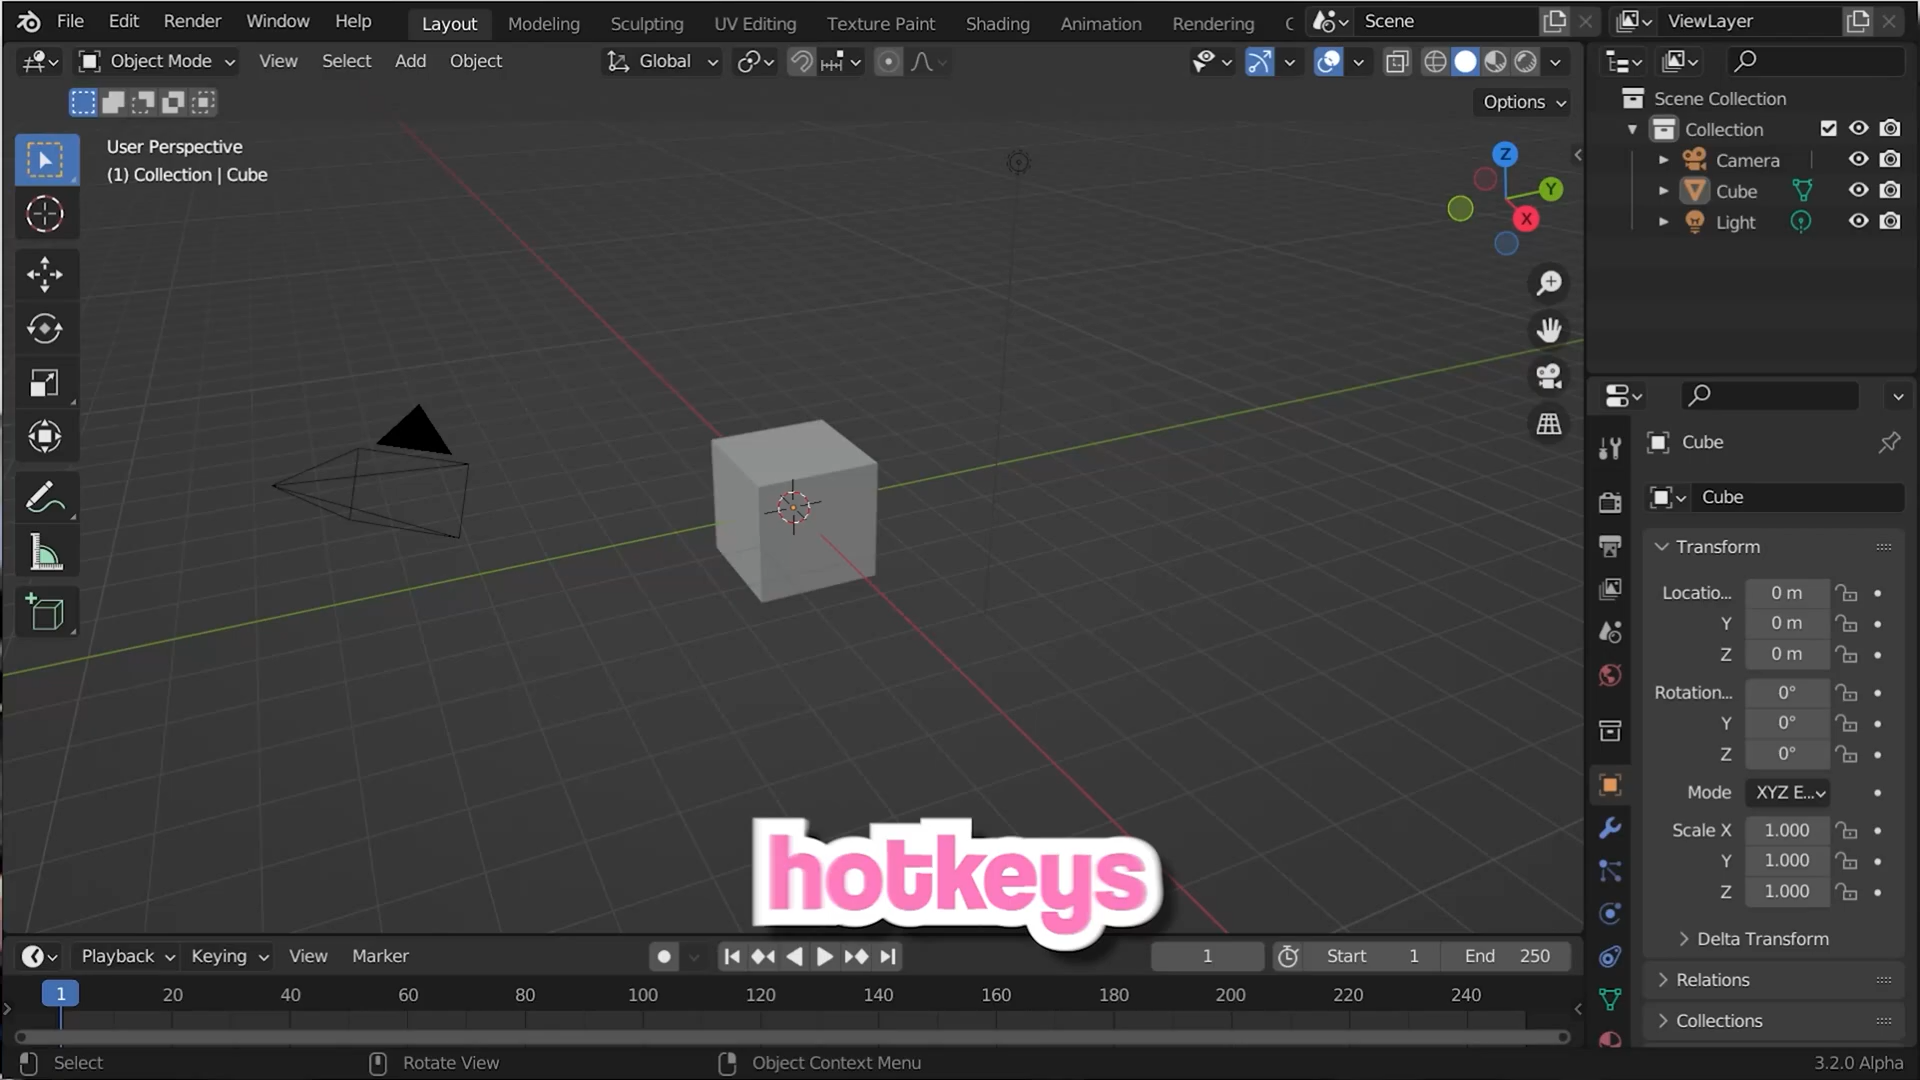 File Edit Render Window Help Layout Modeling Sculpting UV Editing Texture Paint Shading Animation Rendering C Scene ViewLayer
Object Mode View Select Add Object Global
Options
User Perspective
(1) Collection | Cube
Z
Y
X
Scene Collection
Collection
Camera
Cube
Light
Cube
Cube
Transform
Locatio... 0 m
Y 0 m
Z 0 m
Rotation... 0°
Y 0°
Z 0°
Mode XYZ E...
Scale X 1.000
Y 1.000
Z 1.000
Delta Transform
Relations
Collections
hotkeys
Playback Keying View Marker 1 Start 1 End 250
1 20 40 60 80 100 120 140 160 180 200 220 240
Select Rotate View Object Context Menu 3.2.0 Alpha